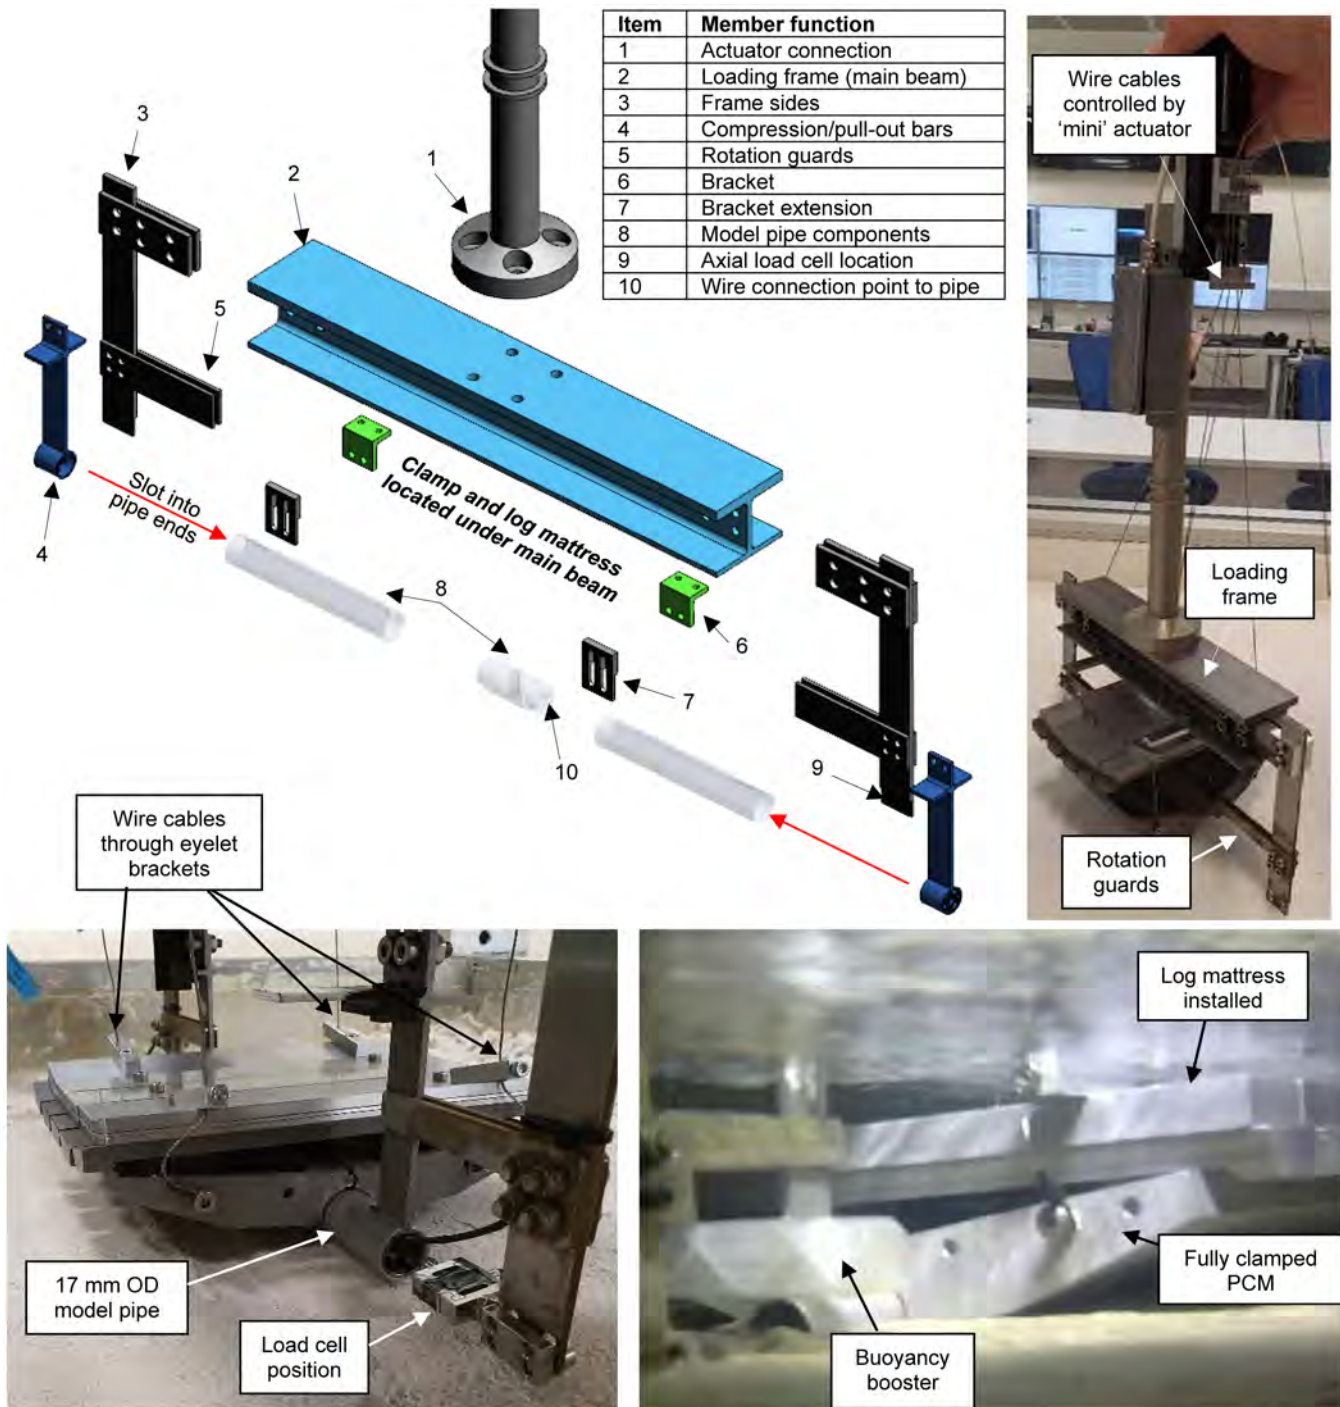 Item Member function
1 Actuator connection
2 Loading frame (main beam)
3 Frame sides
4 Compression/pull-out bars
5 Rotation guards
6 Bracket
7 Bracket extension
8 Model pipe components
9 Axial load cell location
10 Wire connection point to pipe
3
2
1
5
4
Slot into
pipe ends
Clamp and log mattress
located under main beam
8
6
7
10
9
Wire cables
controlled by
‘mini’ actuator
Loading
frame
Rotation
guards
Wire cables
through eyelet
brackets
17 mm OD
model pipe
Load cell
position
Log mattress
installed
Fully clamped
PCM
Buoyancy
booster